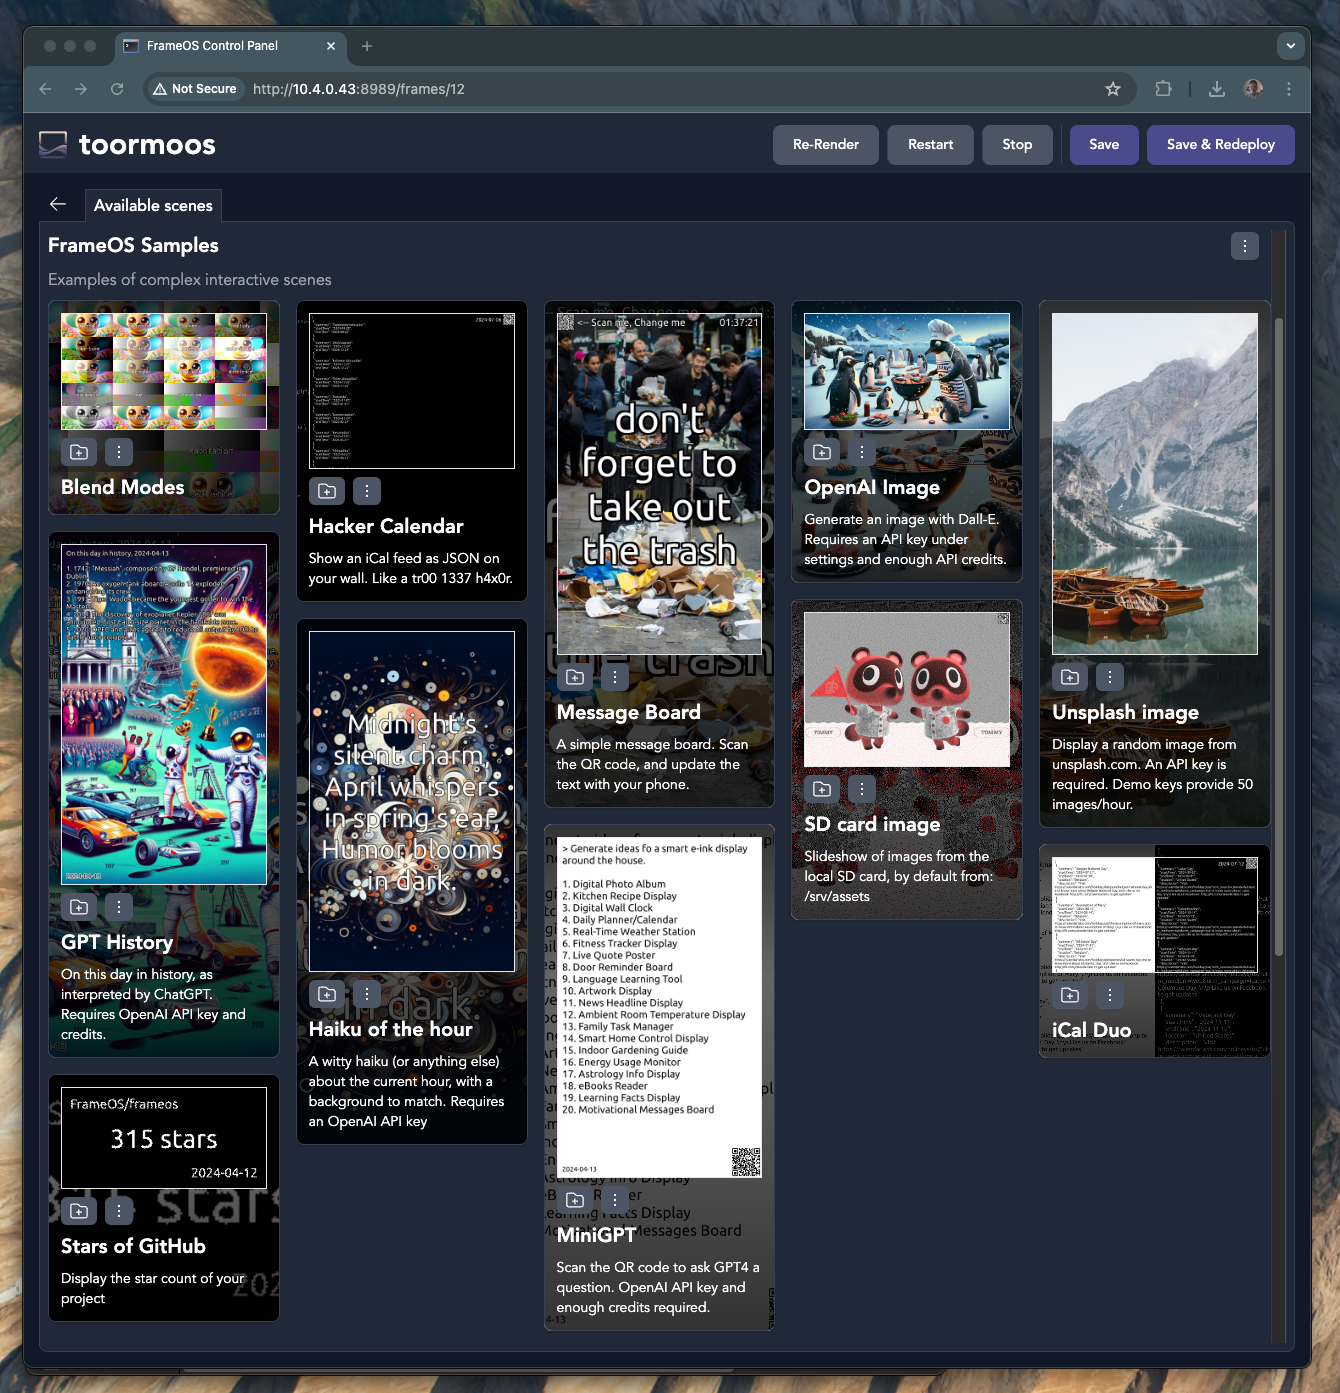 FrameOS Control Panel
Not Secure
http://10.4.0.43:8989/frames/12
toormoos
Re-Render
Restart
Stop
Save
Save & Redeploy
Available scenes
FrameOS Samples
Examples of complex interactive scenes
Blend Modes
On this day in history, 2024-04-13
GPT History
On this day in history, as
interpreted by ChatGPT.
Requires OpenAI API key and
credits.
FrameOS/frameos
315 stars
2024-04-12
Stars of GitHub
Display the star count of your
project
2024-07-06
Hacker Calendar
Show an iCal feed as JSON on
your wall. Like a tr00 1337 h4x0r.
Midnight's
silent charm,
April whispers
in spring's ear,
Humor blooms
in dark.
Haiku of the hour
A witty haiku (or anything else)
about the current hour, with a
background to match. Requires
an OpenAI API key
<-- Scan me, Change me
01:37:21
don't
forget to
take out
the trash
Message Board
A simple message board. Scan
the QR code, and update the
text with your phone.
> Generate ideas fo a smart e-ink display
around the house.
1. Digital Photo Album
2. Kitchen Recipe Display
3. Digital Wall Clock
4. Daily Planner/Calendar
5. Real-Time Weather Station
6. Fitness Tracker Display
7. Live Quote Poster
8. Door Reminder Board
9. Language Learning Tool
10. Artwork Display
11. News Headline Display
12. Ambient Room Temperature Display
13. Family Task Manager
14. Smart Home Control Display
15. Indoor Gardening Guide
16. Energy Usage Monitor
17. Astrology Info Display
18. eBooks Reader
19. Learning Facts Display
20. Motivational Messages Board
2024-04-13
MiniGPT
Scan the QR code to ask GPT4 a
question. OpenAI API key and
enough credits required.
OpenAI Image
Generate an image with Dall-E.
Requires an API key under
settings and enough API credits.
TOMMY
SD card image
Slideshow of images from the
local SD card, by default from:
/srv/assets
Unsplash image
Display a random image from
unsplash.com. An API key is
required. Demo keys provide 50
images/hour.
2024-07-12
iCal Duo